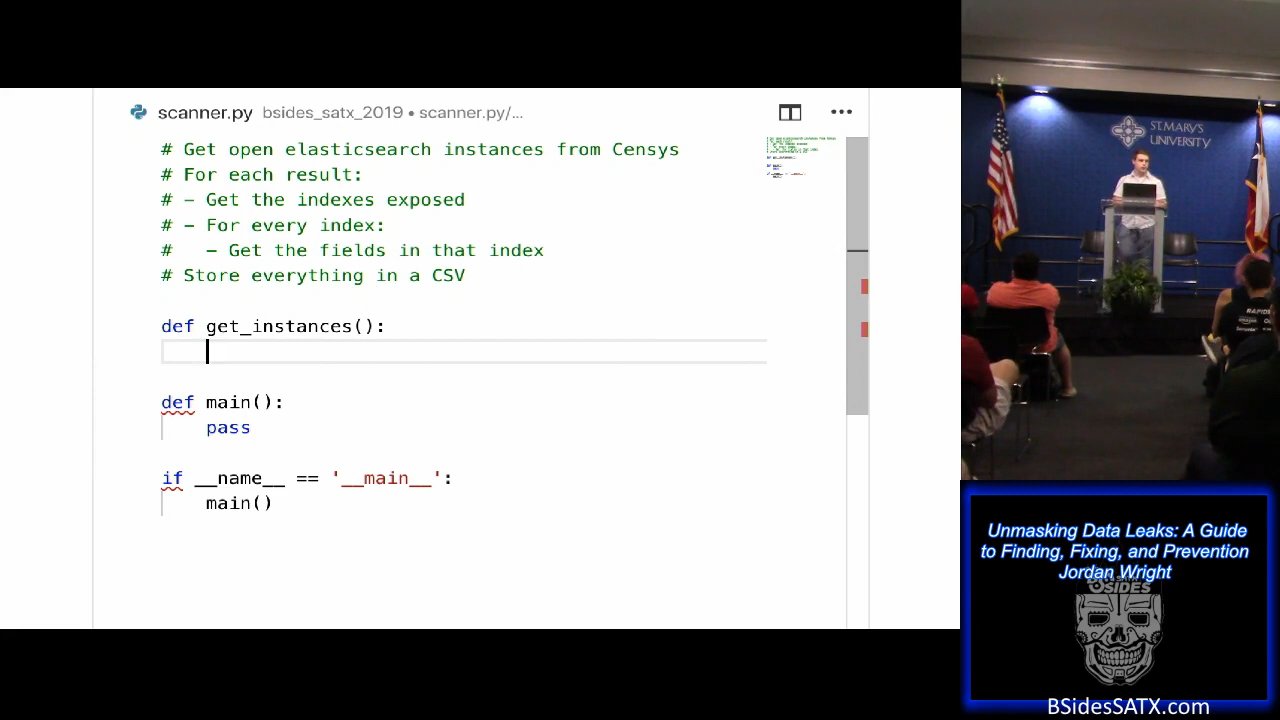 scanner.py bsides_satx_2019 • scanner.py/...
# Get open elasticsearch instances from Censys
# For each result:
# - Get the indexes exposed
# - For every index:
#   - Get the fields in that index
# Store everything in a CSV
def get_instances():
def main():
    pass
if __name__ == '__main__':
    main()
ST. MARY'S
UNIVERSITY
Unmasking Data Leaks: A Guide
to Finding, Fixing, and Prevention
Jordan Wright
BSIDES
BSidesSATX.com